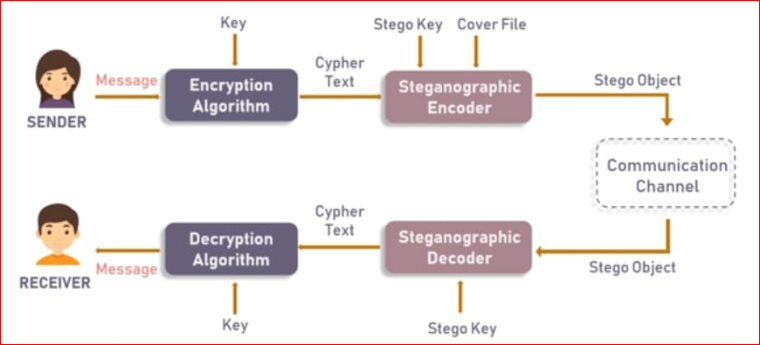 Key
Stego Key
Cover File
Message
Encryption
Algorithm
Cypher
Text
Steganographic
Encoder
Stego Object
SENDER
Communication
Channel
Cypher
Text
Decryption
Algorithm
Steganographic
Decoder
Message
Stego Object
RECEIVER
Key
Stego Key